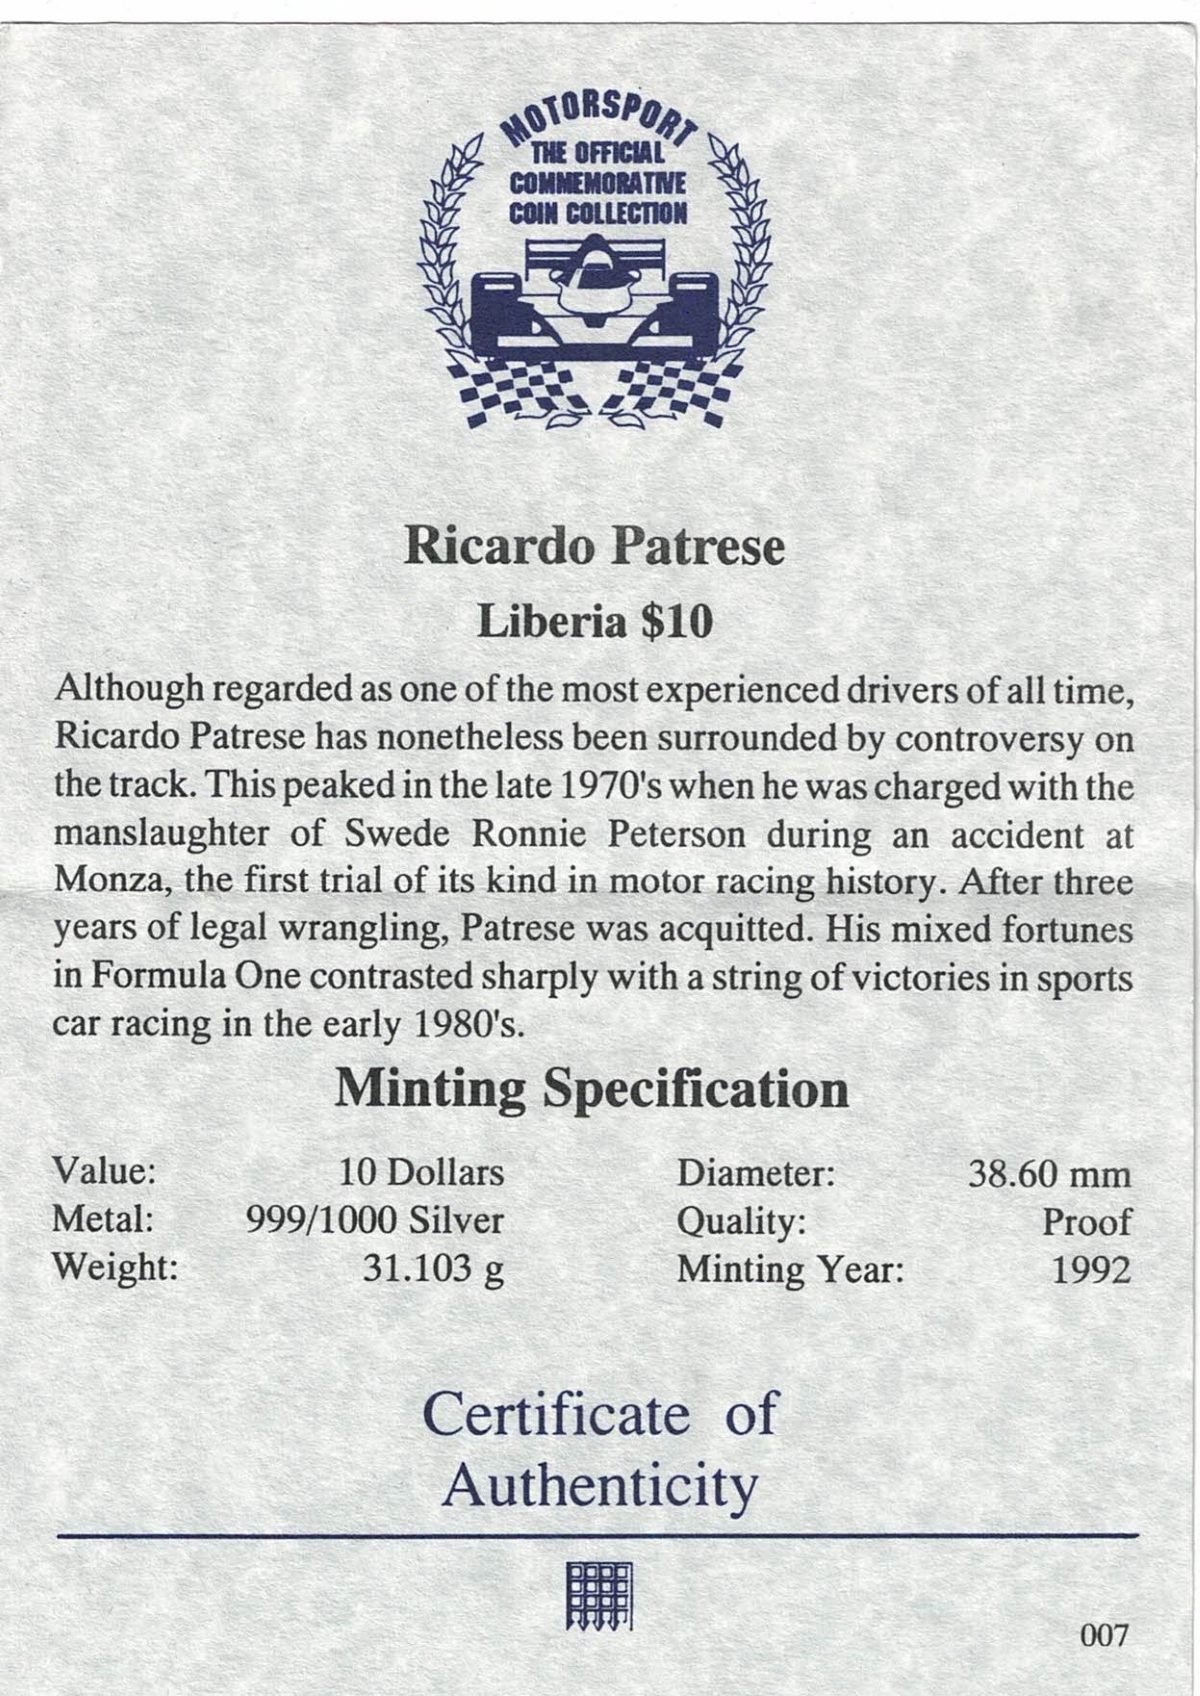 MOTORSPORT
THE OFFICIAL
COMMEMORATIVE
COIN COLLECTION
Ricardo Patrese
Liberia $10
Although regarded as one of the most experienced drivers of all time,
Ricardo Patrese has nonetheless been surrounded by controversy on
the track. This peaked in the late 1970's when he was charged with the
manslaughter of Swede Ronnie Peterson during an accident at
Monza, the first trial of its kind in motor racing history. After three
years of legal wrangling, Patrese was acquitted. His mixed fortunes
in Formula One contrasted sharply with a string of victories in sports
car racing in the early 1980's.
Minting Specification
Value: 10 Dollars Diameter: 38.60 mm
Metal: 999/1000 Silver Quality: Proof
Weight: 31.103 g Minting Year: 1992
Certificate of
Authenticity
007